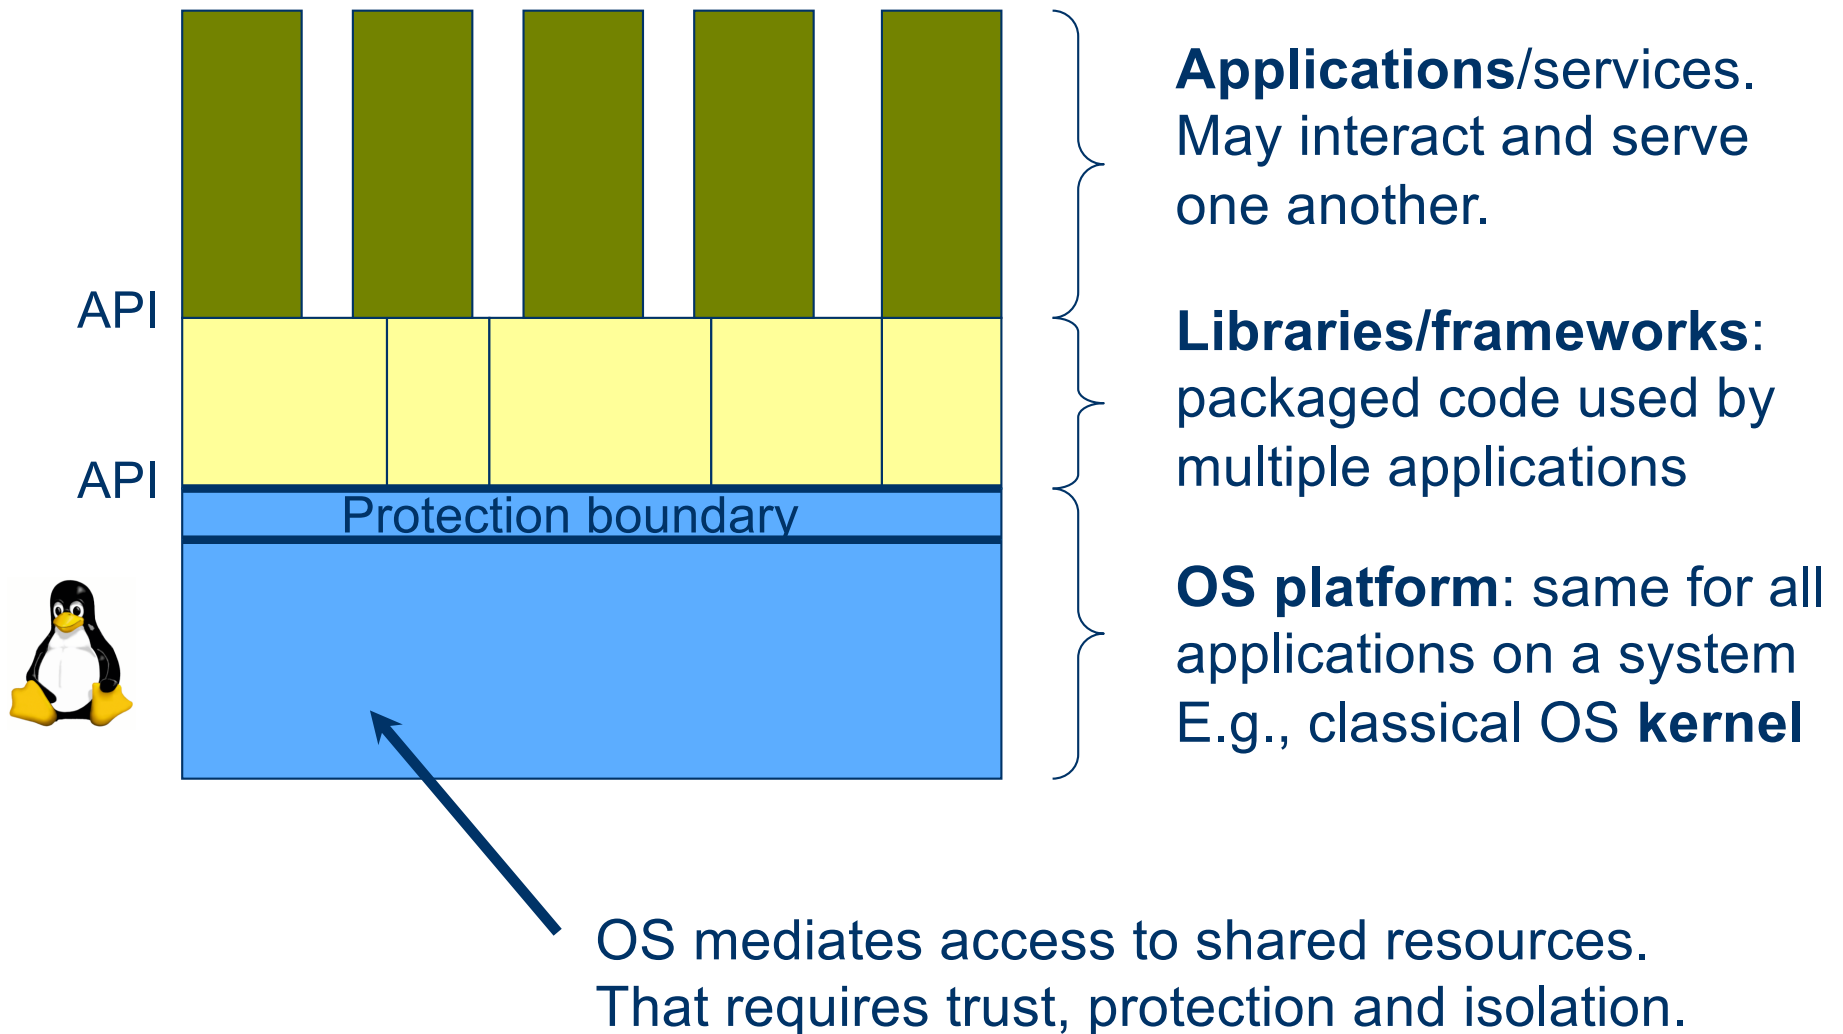 Applications/services.
May interact and serve
one another.
API
Libraries/frameworks:
packaged code used by
multiple applications
API
Protection boundary
OS platform: same for all
applications on a system
E.g., classical OS kernel
OS mediates access to shared resources.
That requires trust, protection and isolation.